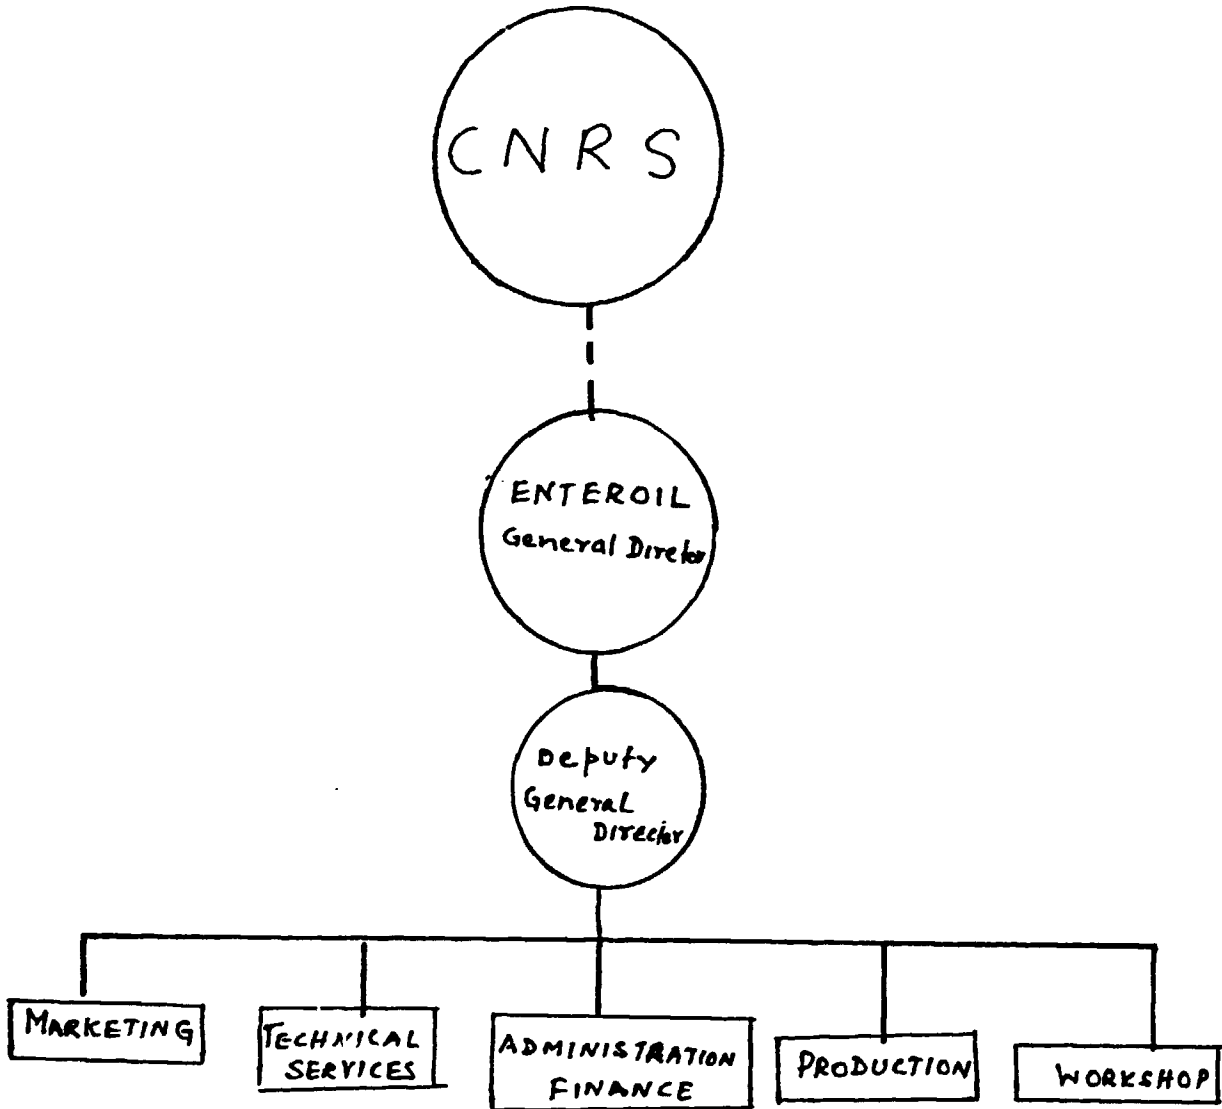 CNRS
ENTEROIL
General Diretor
Deputy
General
Director
MARKETING
TECHNICAL
SERVICES
ADMINISTRATION
FINANCE
PRODUCTION
WORKSHOP